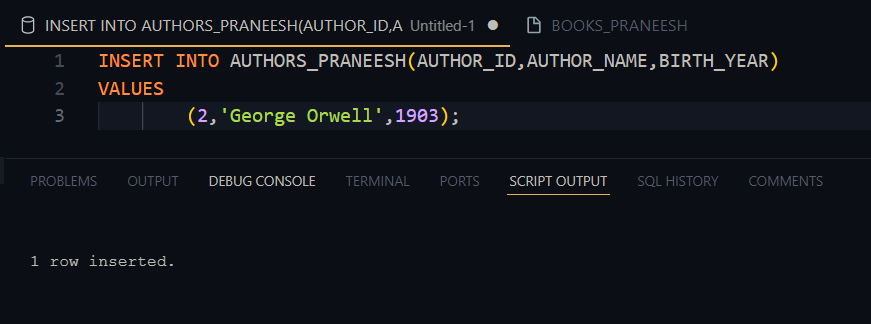 INSERT INTO AUTHORS_PRANEESH(AUTHOR_ID,A Untitled-1 BOOKS_PRANEESH
1 INSERT INTO AUTHORS_PRANEESH(AUTHOR_ID,AUTHOR_NAME,BIRTH_YEAR)
2 VALUES
3 (2,'George Orwell',1903);
PROBLEMS OUTPUT DEBUG CONSOLE TERMINAL PORTS SCRIPT OUTPUT SQL HISTORY COMMENTS
1 row inserted.